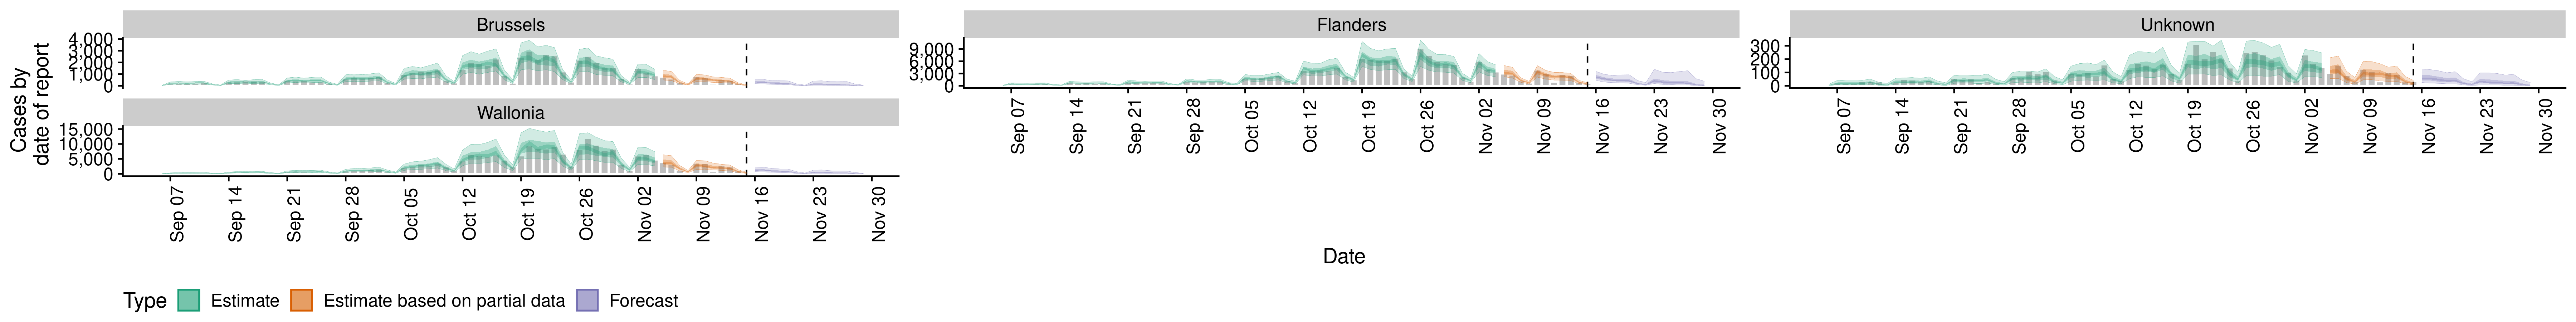 Brussels
Flanders
Unknown
Cases by
date of report
4,000
3,000
2,000
1,000
0
9,000
6,000
3,000
0
300
200
100
0
Wallonia
15,000
10,000
5,000
0
Sep 07 Sep 14 Sep 21 Sep 28 Oct 05 Oct 12 Oct 19 Oct 26 Nov 02 Nov 09 Nov 16 Nov 23 Nov 30
Sep 07 Sep 14 Sep 21 Sep 28 Oct 05 Oct 12 Oct 19 Oct 26 Nov 02 Nov 09 Nov 16 Nov 23 Nov 30
Sep 07 Sep 14 Sep 21 Sep 28 Oct 05 Oct 12 Oct 19 Oct 26 Nov 02 Nov 09 Nov 16 Nov 23 Nov 30
Date
Type Estimate Estimate based on partial data Forecast